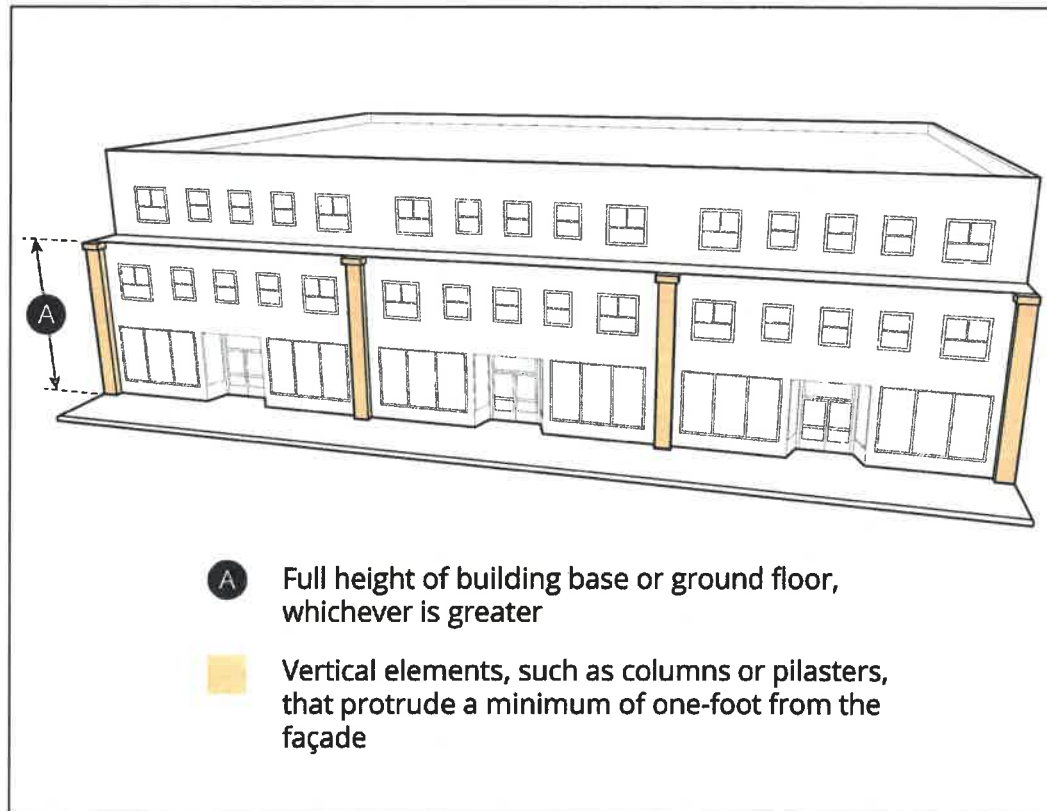 A
A
Full height of building base or ground floor,
whichever is greater
Vertical elements, such as columns or pilasters,
that protrude a minimum of one-foot from the
façade